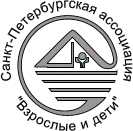 Санкт-Петербургская ассоциация
"Взрослые и дети"